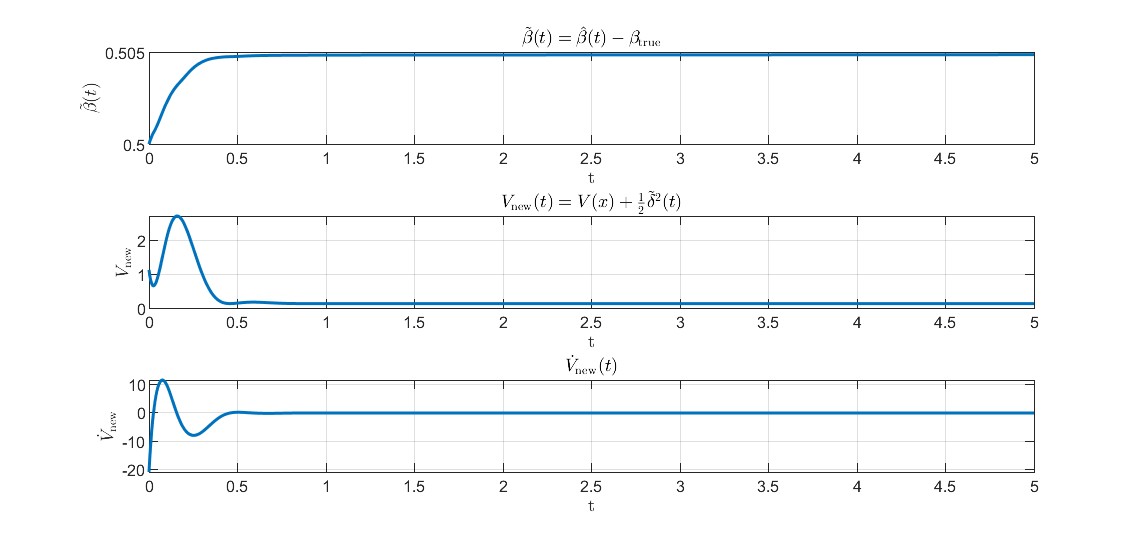 β̃(t) = β̂(t) − β_true
0.505
β̃(t)
0.5
0 0.5 1 1.5 2 2.5 3 3.5 4 4.5 5
t
V_new(t) = V(x) + ½ δ̃²(t)
2
V_new
1
0
0 0.5 1 1.5 2 2.5 3 3.5 4 4.5 5
t
V̇_new(t)
10
0
V̇_new
-10
-20
0 0.5 1 1.5 2 2.5 3 3.5 4 4.5 5
t